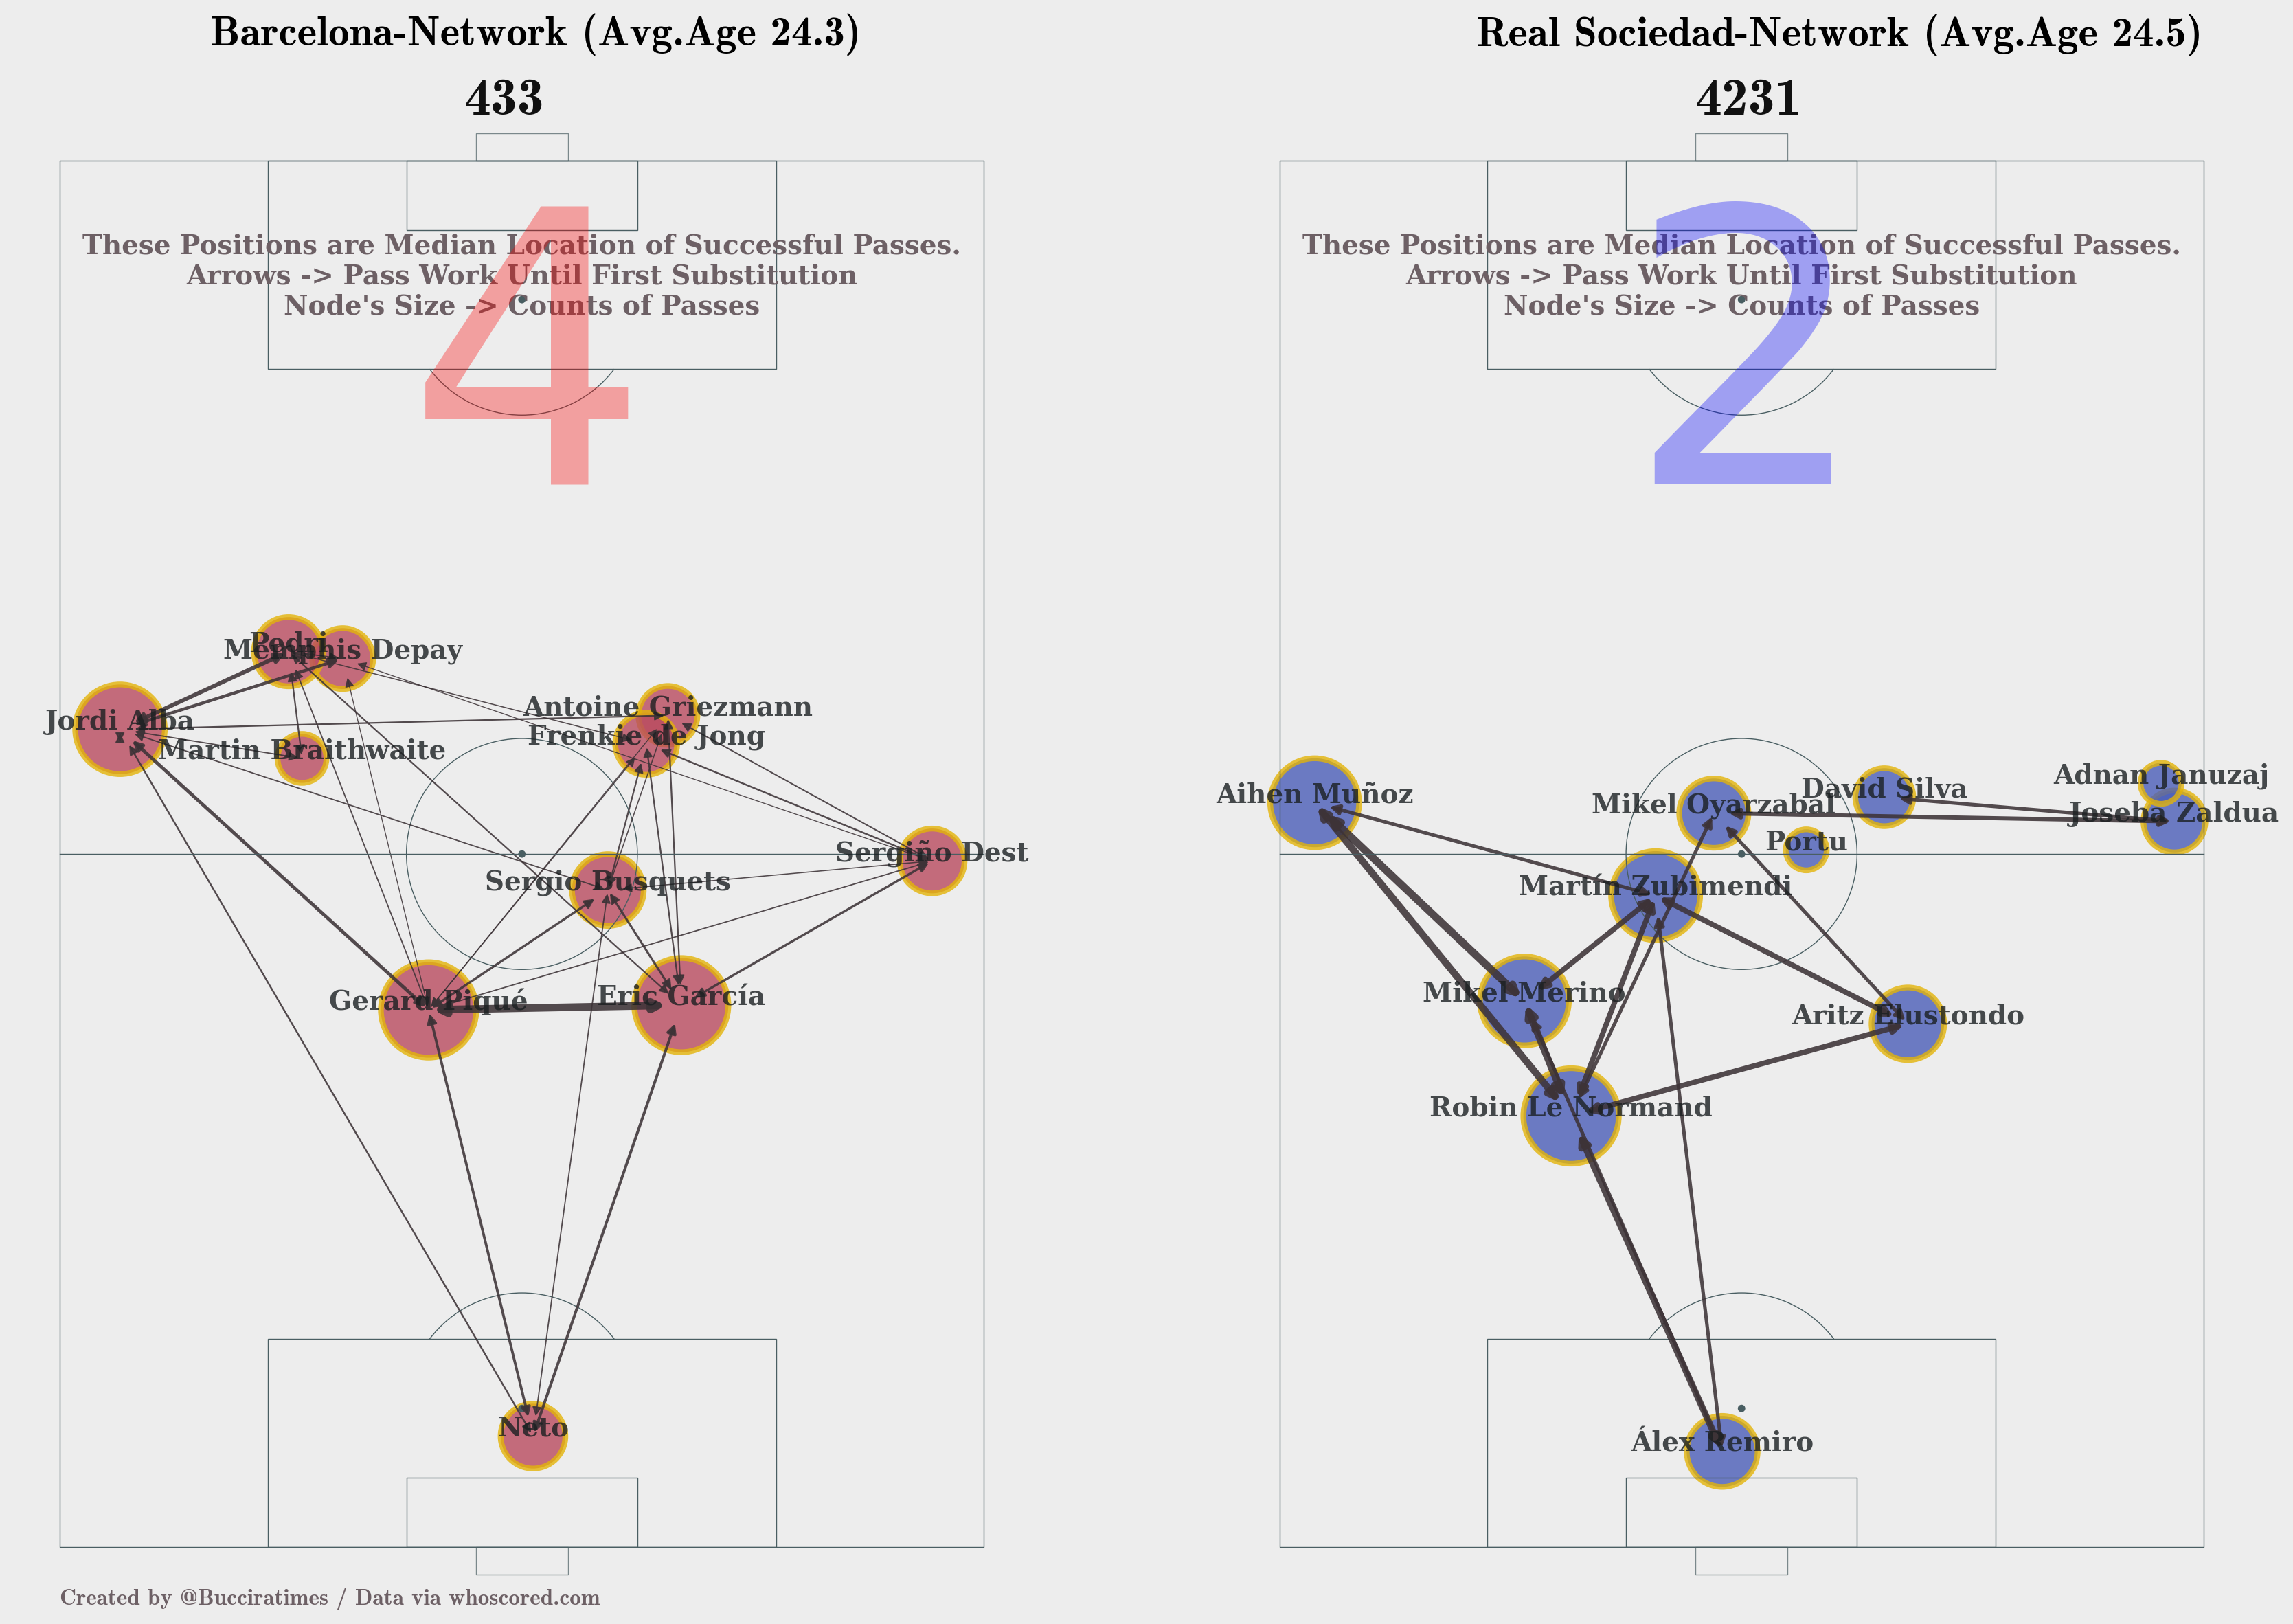 Barcelona-Network (Avg.Age 24.3)
433
4
These Positions are Median Location of Successful Passes.
Arrows -> Pass Work Until First Substitution
Node's Size -> Counts of Passes
Pedri
Memphis Depay
Antoine Griezmann
Jordi Alba
Frenkie de Jong
Martin Braithwaite
Sergiño Dest
Sergio Busquets
Gerard Piqué
Eric García
Neto
Real Sociedad-Network (Avg.Age 24.5)
4231
2
These Positions are Median Location of Successful Passes.
Arrows -> Pass Work Until First Substitution
Node's Size -> Counts of Passes
Adnan Januzaj
David Silva
Aihen Muñoz
Mikel Oyarzabal
Joseba Zaldua
Portu
Martín Zubimendi
Mikel Merino
Aritz Elustondo
Robin Le Normand
Álex Remiro
Created by @Bucciratimes / Data via whoscored.com